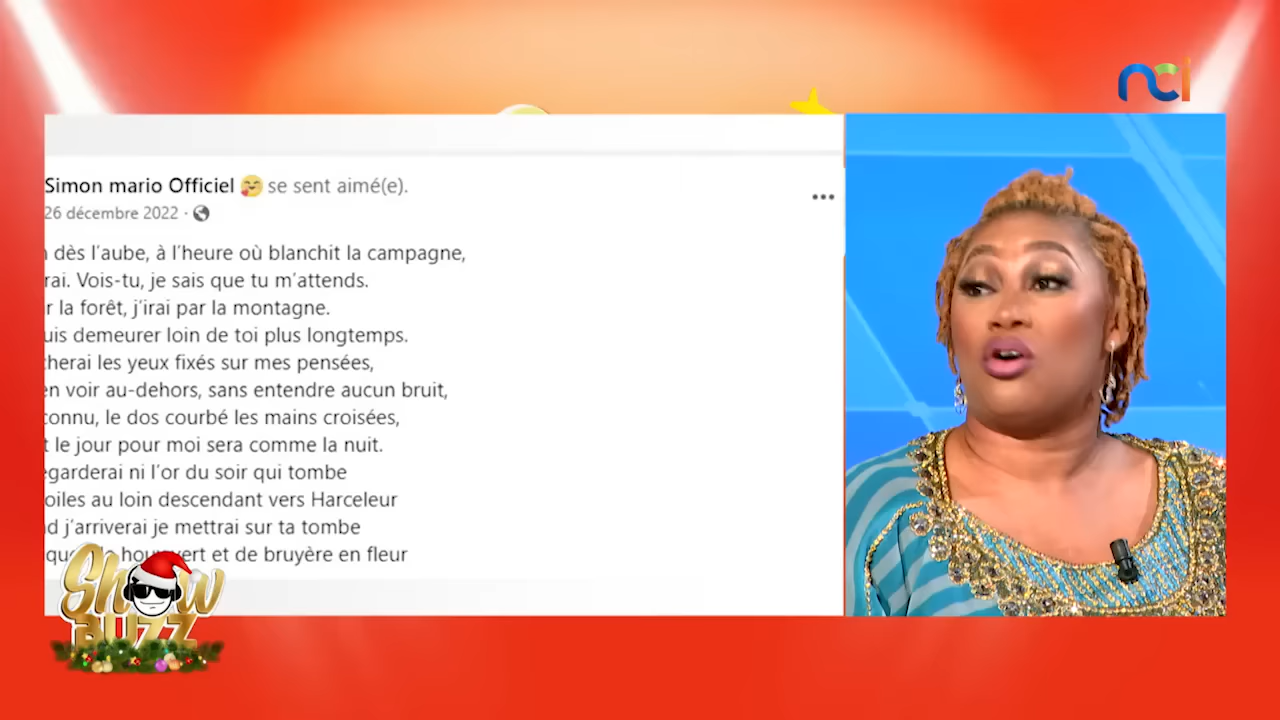 nci
Simon mario Officiel 🥰 se sent aimé(e).
26 décembre 2022
dès l'aube, à l'heure où blanchit la campagne,
rai. Vois-tu, je sais que tu m'attends.
r la forêt, j'irai par la montagne.
uis demeurer loin de toi plus longtemps.
cherai les yeux fixés sur mes pensées,
en voir au-dehors, sans entendre aucun bruit,
connu, le dos courbé les mains croisées,
t le jour pour moi sera comme la nuit.
egarderai ni l'or du soir qui tombe
oiles au loin descendant vers Harceleur
nd j'arriverai je mettrai sur ta tombe
vert et de bruyère en fleur
Show
BUZZ